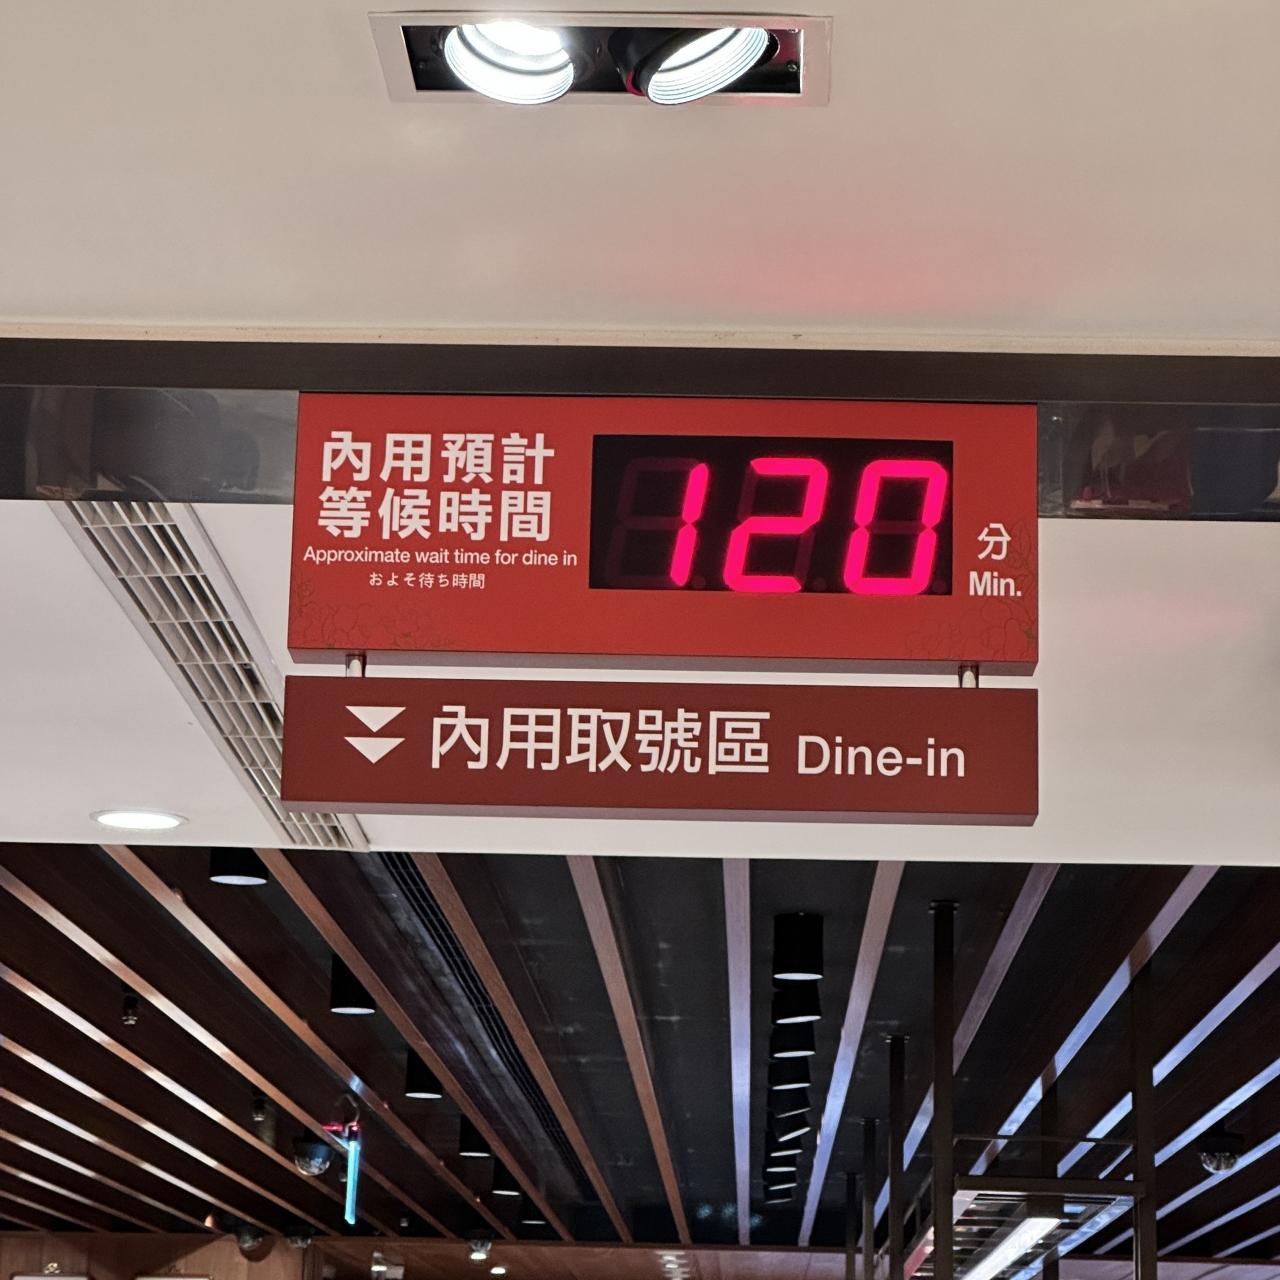 內用預計
等候時間
Approximate wait time for dine in
およそ待ち時間
120
分
Min.
內用取號區 Dine-in